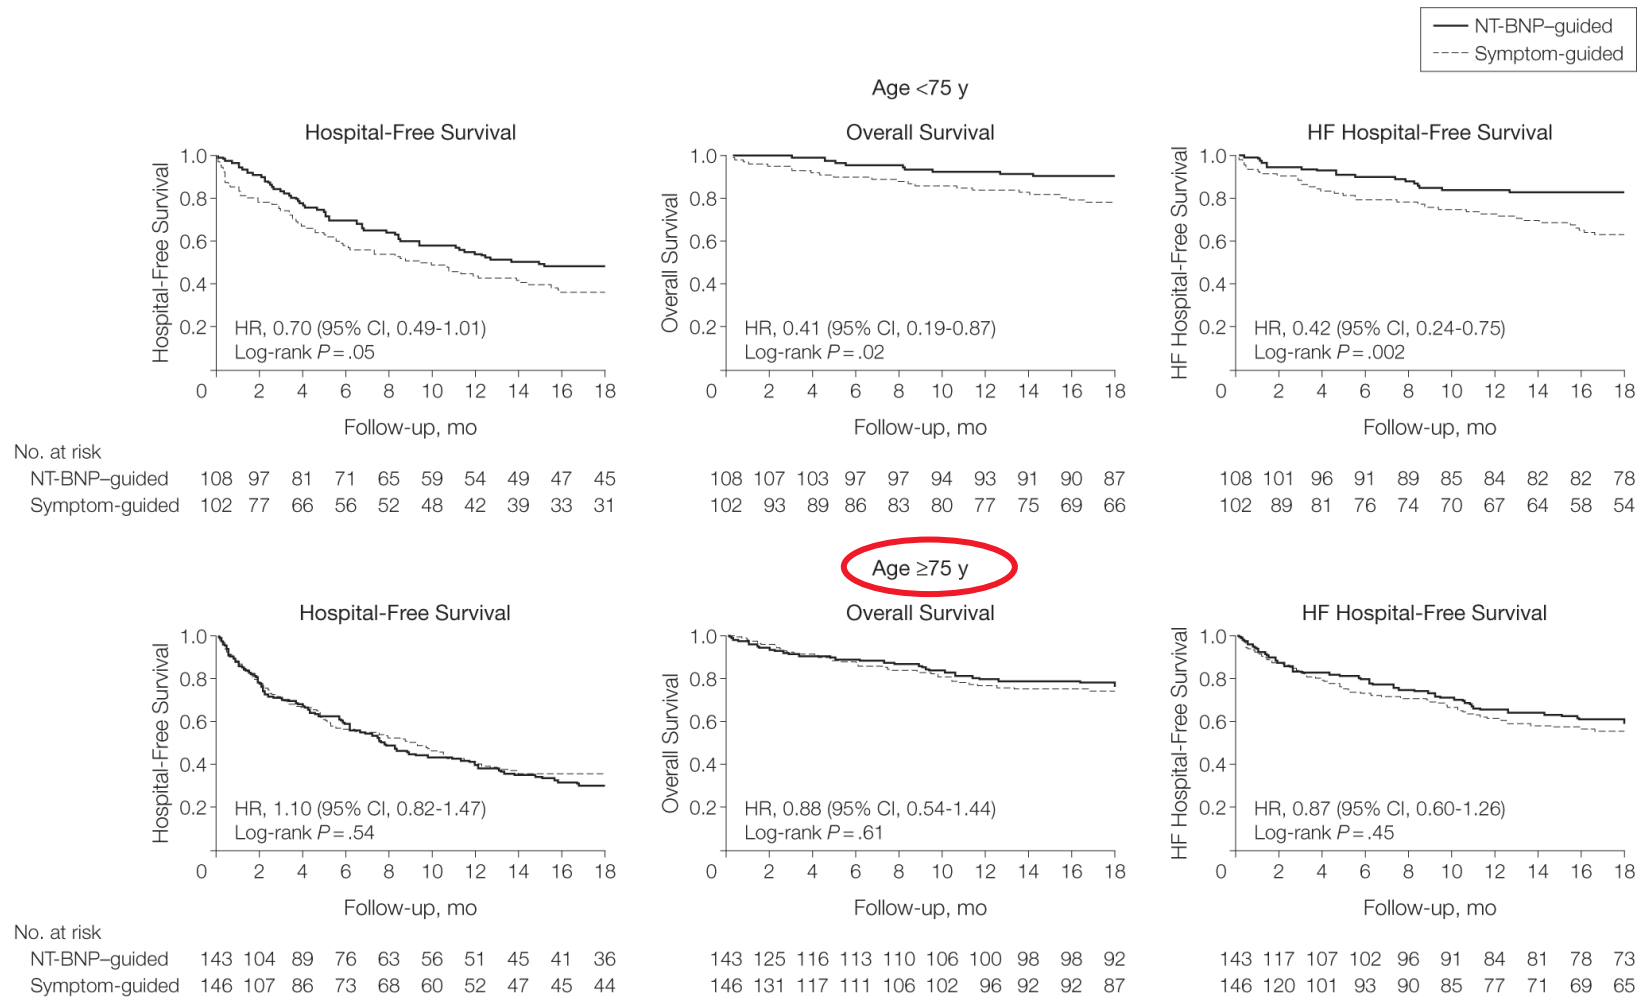 NT-BNP–guided
Symptom-guided
Age <75 y
Hospital-Free Survival
Hospital-Free Survival
1.0
0.8
0.6
0.4
0.2
HR, 0.70 (95% CI, 0.49-1.01)
Log-rank P = .05
0 2 4 6 8 10 12 14 16 18
Follow-up, mo
Overall Survival
Overall Survival
1.0
0.8
0.6
0.4
0.2
HR, 0.41 (95% CI, 0.19-0.87)
Log-rank P = .02
0 2 4 6 8 10 12 14 16 18
Follow-up, mo
HF Hospital-Free Survival
HF Hospital-Free Survival
1.0
0.8
0.6
0.4
0.2
HR, 0.42 (95% CI, 0.24-0.75)
Log-rank P = .002
0 2 4 6 8 10 12 14 16 18
Follow-up, mo
No. at risk
NT-BNP–guided 108 97 81 71 65 59 54 49 47 45 108 107 103 97 97 94 93 91 90 87 108 101 96 91 89 85 84 82 82 78
Symptom-guided 102 77 66 56 52 48 42 39 33 31 102 93 89 86 83 80 77 75 69 66 102 89 81 76 74 70 67 64 58 54
Age ≥75 y
Hospital-Free Survival
Hospital-Free Survival
1.0
0.8
0.6
0.4
0.2
HR, 1.10 (95% CI, 0.82-1.47)
Log-rank P = .54
0 2 4 6 8 10 12 14 16 18
Follow-up, mo
Overall Survival
Overall Survival
1.0
0.8
0.6
0.4
0.2
HR, 0.88 (95% CI, 0.54-1.44)
Log-rank P = .61
0 2 4 6 8 10 12 14 16 18
Follow-up, mo
HF Hospital-Free Survival
HF Hospital-Free Survival
1.0
0.8
0.6
0.4
0.2
HR, 0.87 (95% CI, 0.60-1.26)
Log-rank P = .45
0 2 4 6 8 10 12 14 16 18
Follow-up, mo
No. at risk
NT-BNP–guided 143 104 89 76 63 56 51 45 41 36 143 125 116 113 110 106 100 98 98 92 143 117 107 102 96 91 84 81 78 73
Symptom-guided 146 107 86 73 68 60 52 47 45 44 146 131 117 111 106 102 96 92 92 87 146 120 101 93 90 85 77 71 69 65